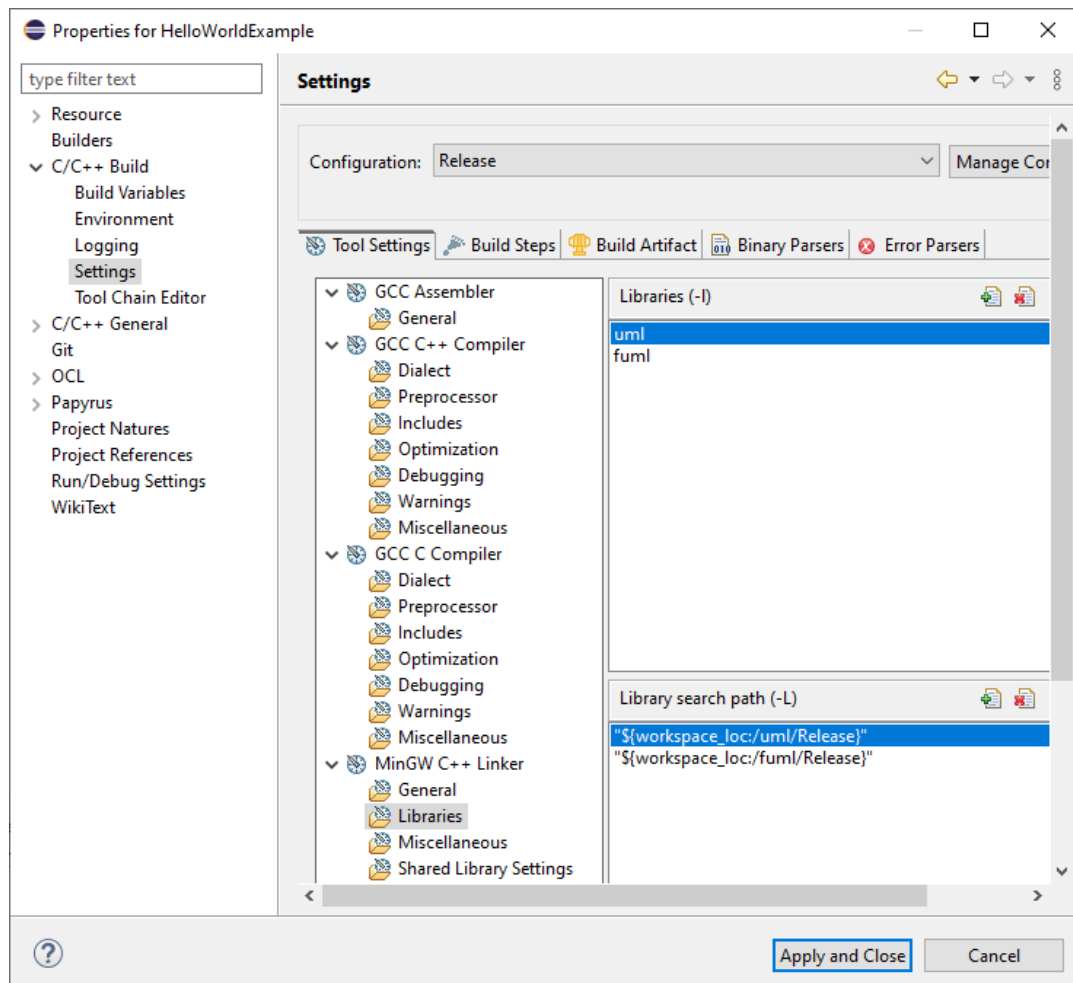 Properties for HelloWorldExample
type filter text
Resource
Builders
C/C++ Build
Build Variables
Environment
Logging
Settings
Tool Chain Editor
C/C++ General
Git
OCL
Papyrus
Project Natures
Project References
Run/Debug Settings
WikiText
Settings
Configuration: Release Manage Cor
Tool Settings Build Steps Build Artifact Binary Parsers Error Parsers
GCC Assembler
General
GCC C++ Compiler
Dialect
Preprocessor
Includes
Optimization
Debugging
Warnings
Miscellaneous
GCC C Compiler
Dialect
Preprocessor
Includes
Optimization
Debugging
Warnings
Miscellaneous
MinGW C++ Linker
General
Libraries
Miscellaneous
Shared Library Settings
Libraries (-l)
uml
fuml
Library search path (-L)
"${workspace_loc:/uml/Release}"
"${workspace_loc:/fuml/Release}"
Apply and Close Cancel